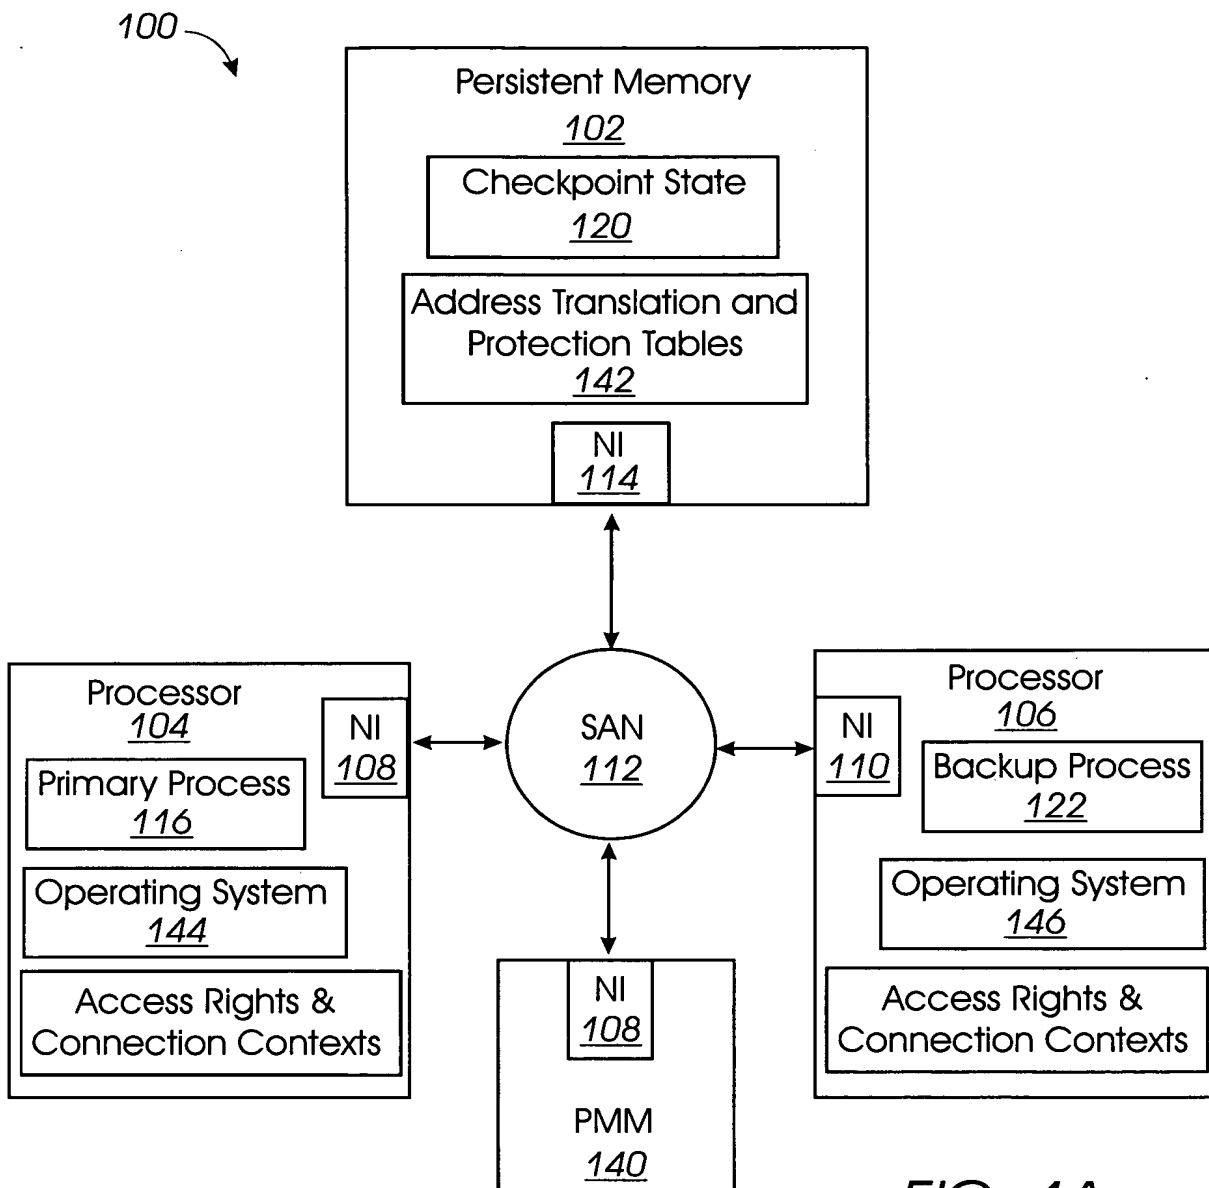 100
Persistent Memory
102
Checkpoint State
120
Address Translation and
Protection Tables
142
NI
114
Processor
104
NI
108
Primary Process
116
Operating System
144
Access Rights &
Connection Contexts
SAN
112
Processor
106
NI
110
Backup Process
122
Operating System
146
Access Rights &
Connection Contexts
NI
108
PMM
140